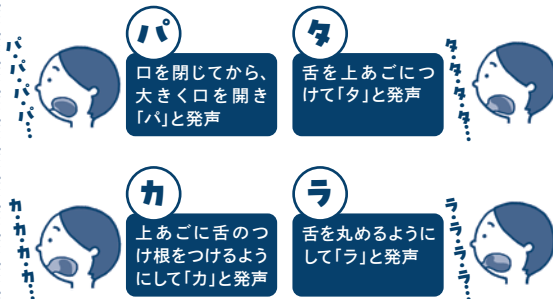 パ・パ・パ・パ…
パ
口を閉じてから、
大きく口を開き
「パ」と発声
タ
舌を上あごにつ
けて「タ」と発声
タ・タ・タ・タ…
カ・カ・カ・カ…
カ
上あごに舌のつ
け根をつけるよう
にして「カ」と発声
ラ
舌を丸めるように
して「ラ」と発声
ラ・ラ・ラ・ラ…